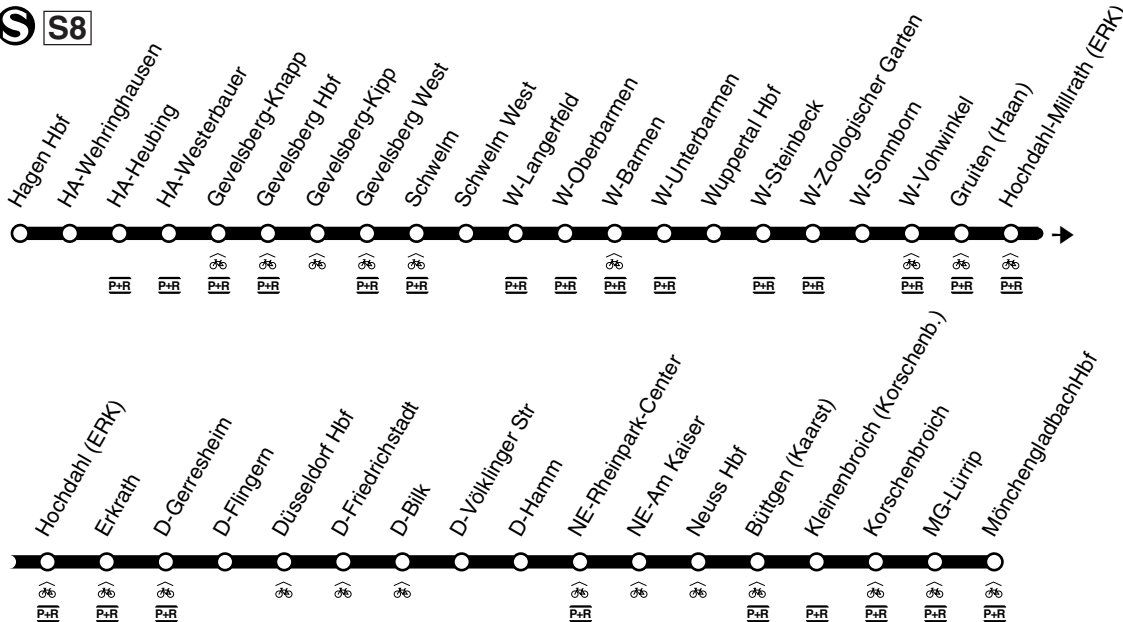 S S8
Hagen Hbf
HA-Wehringhausen
HA-Heubing
HA-Westerbauer
Gevelsberg-Knapp
Gevelsberg Hbf
Gevelsberg-Kipp
Gevelsberg West
Schwelm
Schwelm West
W-Langerfeld
W-Oberbarmen
W-Barmen
W-Unterbarmen
Wuppertal Hbf
W-Steinbeck
W-Zoologischer Garten
W-Sonnborn
W-Vohwinkel
Gruiten (Haan)
Hochdahl-Millrath (ERK)
P+R P+R P+R P+R P+R P+R P+R P+R P+R P+R P+R P+R P+R P+R P+R
Hochdahl (ERK)
Erkrath
D-Gerresheim
D-Flingern
Düsseldorf Hbf
D-Friedrichstadt
D-Bilk
D-Völklinger Str
D-Hamm
NE-Rheinpark-Center
NE-Am Kaiser
Neuss Hbf
Büttgen (Kaarst)
Kleinenbroich (Korschenb.)
Korschenbroich
MG-Lürrip
MönchengladbachHbf
P+R P+R P+R P+R P+R P+R P+R P+R P+R